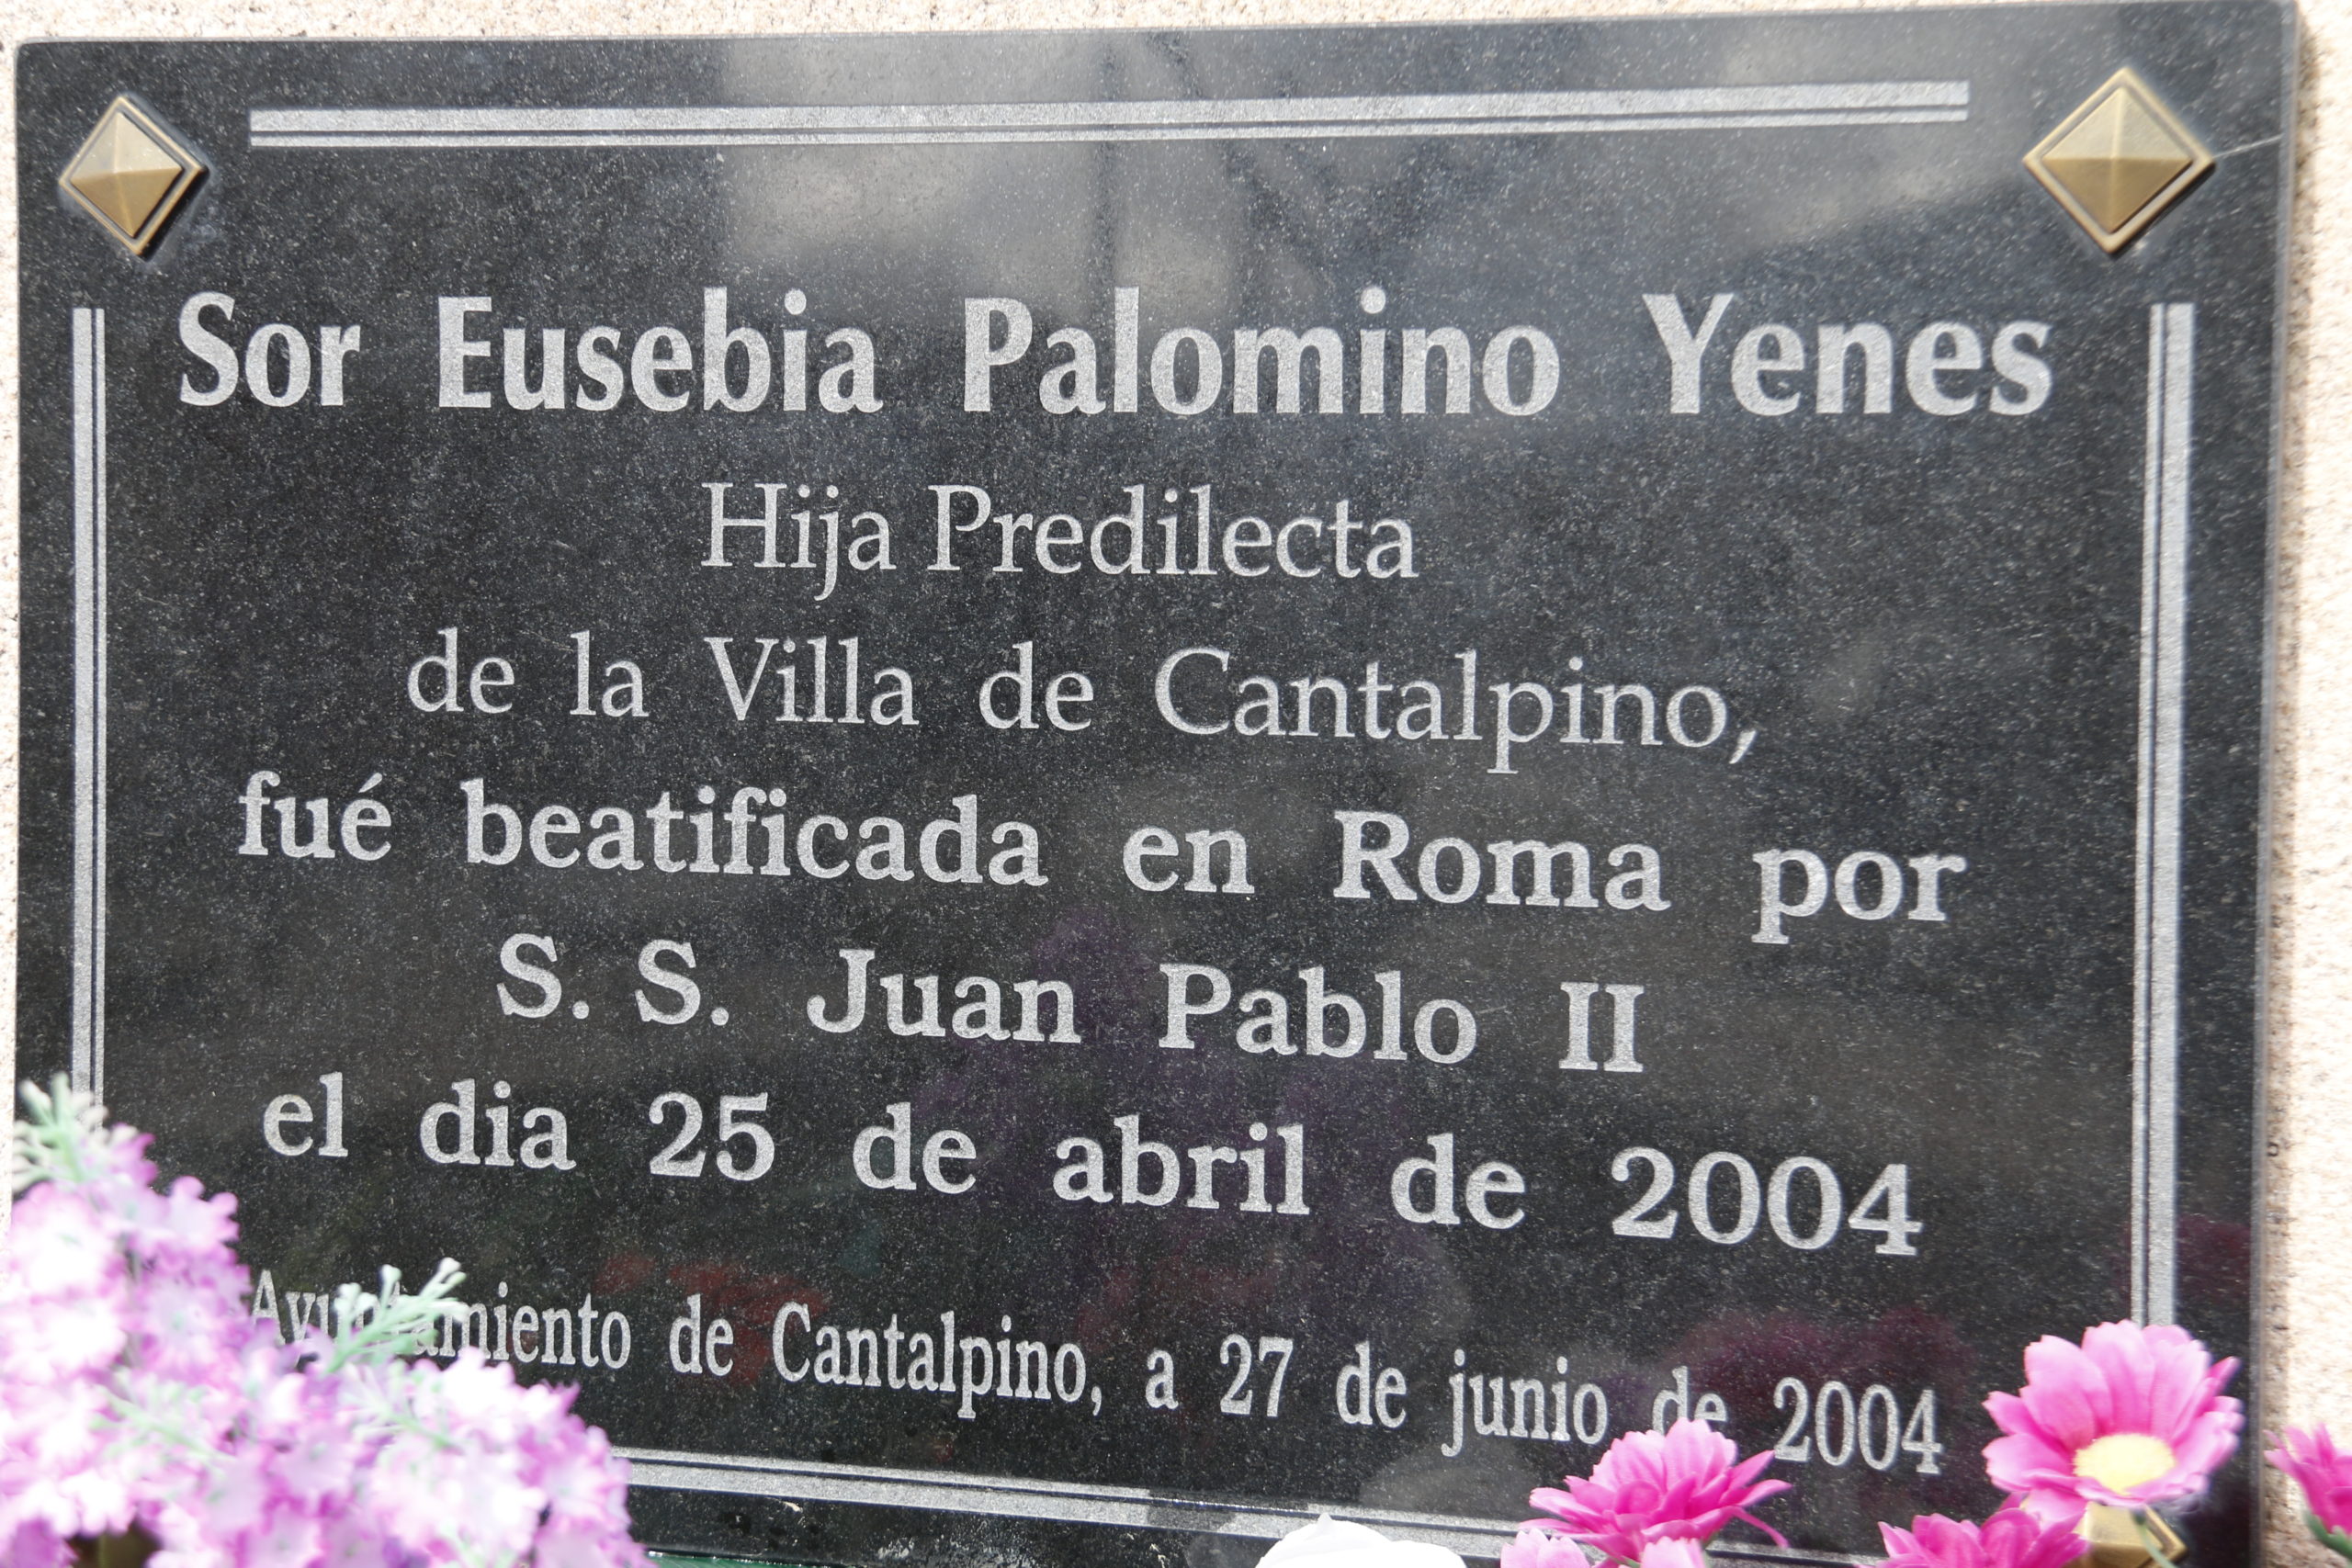 Sor Eusebia Palomino Yenes
Hija Predilecta
de la Villa de Cantalpino,
fué beatificada en Roma por
S. S. Juan Pablo II
el dia 25 de abril de 2004
Ayuntamiento de Cantalpino, a 27 de junio de 2004